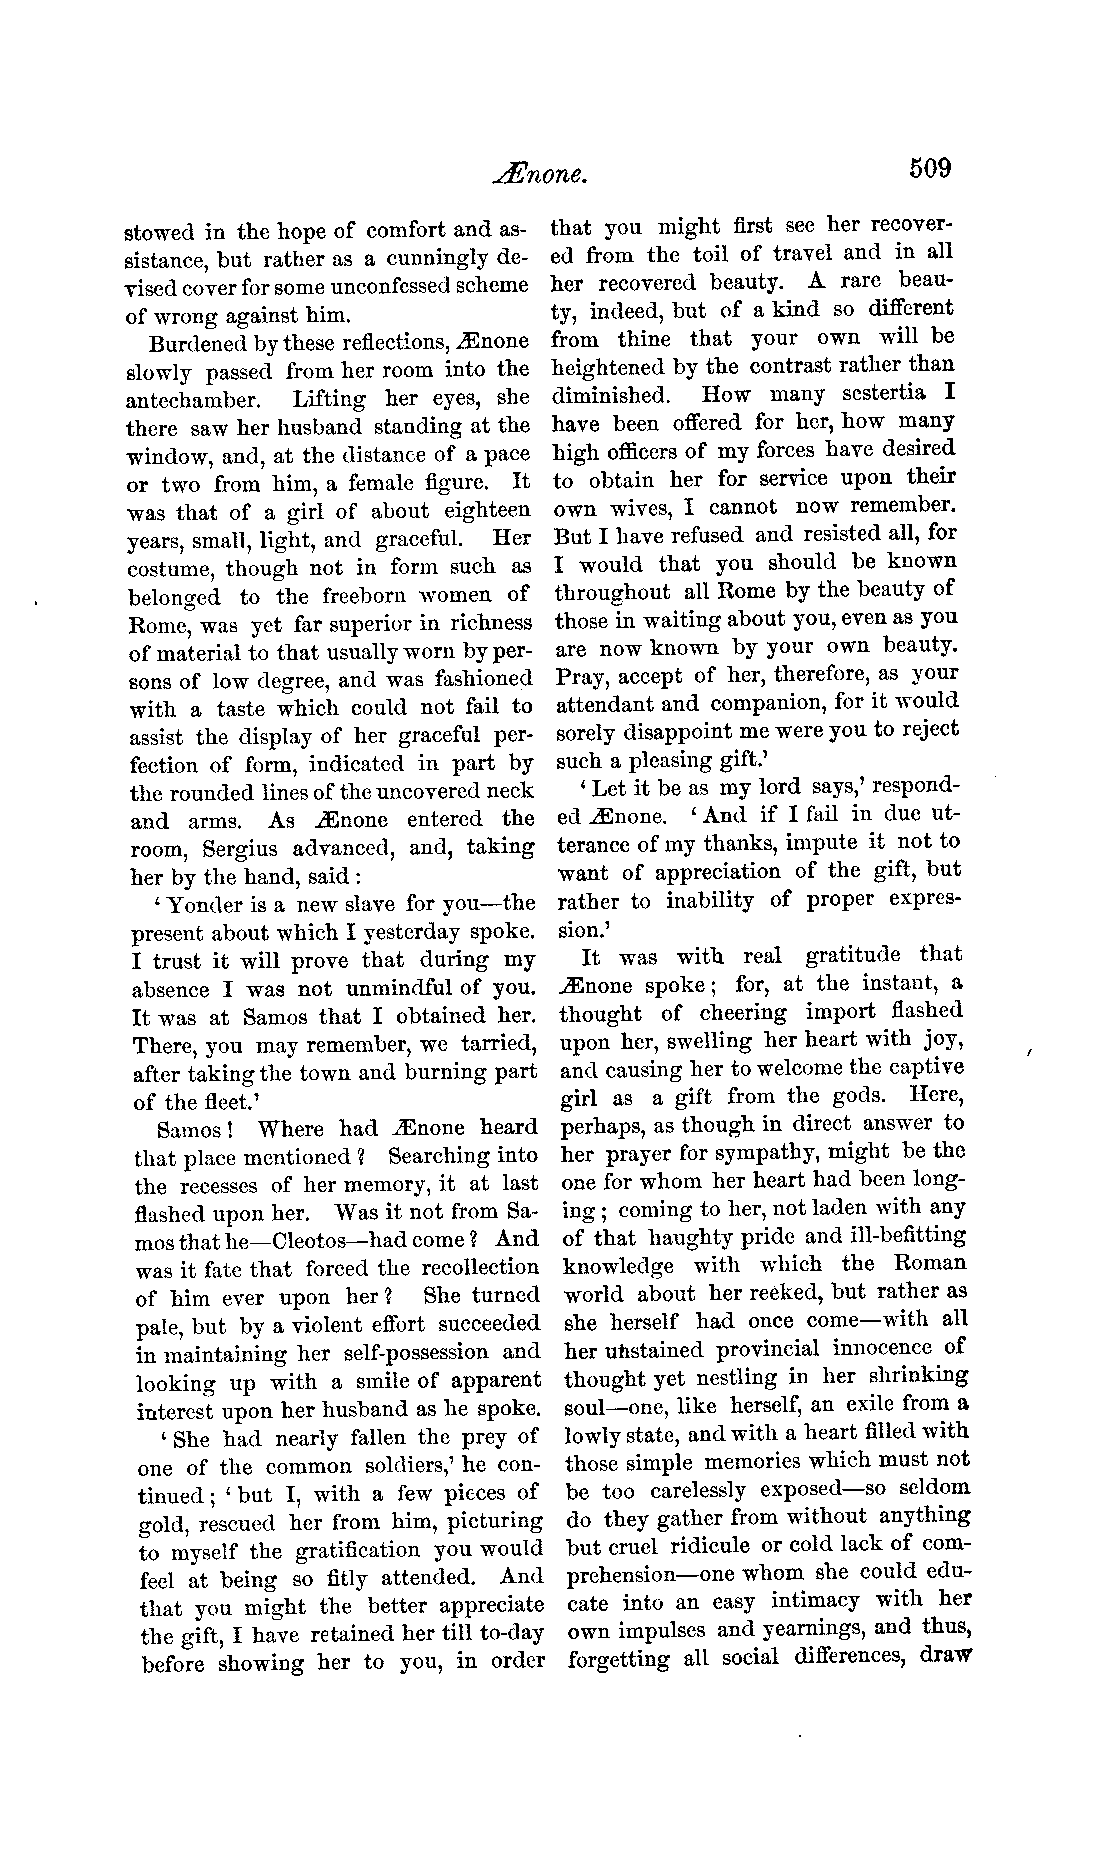 Ænone.
509
stowed in the hope of comfort and as-
sistance, but rather as a cunningly de-
vised cover for some unconfessed scheme
of wrong against him.
Burdened by these reflections, Ænone
slowly passed from her room into the
antechamber. Lifting her eyes, she
there saw her husband standing at the
window, and, at the distance of a pace
or two from him, a female figure. It
was that of a girl of about eighteen
years, small, light, and graceful. Her
costume, though not in form such as
belonged to the freeborn women of
Rome, was yet far superior in richness
of material to that usually worn by per-
sons of low degree, and was fashioned
with a taste which could not fail to
assist the display of her graceful per-
fection of form, indicated in part by
the rounded lines of the uncovered neck
and arms. As Ænone entered the
room, Sergius advanced, and, taking
her by the hand, said:
‘Yonder is a new slave for you—the
present about which I yesterday spoke.
I trust it will prove that during my
absence I was not unmindful of you.
It was at Samos that I obtained her.
There, you may remember, we tarried,
after taking the town and burning part
of the fleet.’
Samos! Where had Ænone heard
that place mentioned? Searching into
the recesses of her memory, it at last
flashed upon her. Was it not from Sa-
mos that he—Cleotos—had come? And
was it fate that forced the recollection
of him ever upon her? She turned
pale, but by a violent effort succeeded
in maintaining her self-possession and
looking up with a smile of apparent
interest upon her husband as he spoke.
‘She had nearly fallen the prey of
one of the common soldiers,’ he con-
tinued; ‘but I, with a few pieces of
gold, rescued her from him, picturing
to myself the gratification you would
feel at being so fitly attended. And
that you might the better appreciate
the gift, I have retained her till to-day
before showing her to you, in order
that you might first see her recover-
ed from the toil of travel and in all
her recovered beauty. A rare beau-
ty, indeed, but of a kind so different
from thine that your own will be
heightened by the contrast rather than
diminished. How many sestertia I
have been offered for her, how many
high officers of my forces have desired
to obtain her for service upon their
own wives, I cannot now remember.
But I have refused and resisted all, for
I would that you should be known
throughout all Rome by the beauty of
those in waiting about you, even as you
are now known by your own beauty.
Pray, accept of her, therefore, as your
attendant and companion, for it would
sorely disappoint me were you to reject
such a pleasing gift.’
‘Let it be as my lord says,’ respond-
ed Ænone. ‘And if I fail in due ut-
terance of my thanks, impute it not to
want of appreciation of the gift, but
rather to inability of proper expres-
sion.’
It was with real gratitude that
Ænone spoke; for, at the instant, a
thought of cheering import flashed
upon her, swelling her heart with joy,
and causing her to welcome the captive
girl as a gift from the gods. Here,
perhaps, as though in direct answer to
her prayer for sympathy, might be the
one for whom her heart had been long-
ing; coming to her, not laden with any
of that haughty pride and ill-befitting
knowledge with which the Roman
world about her reeked, but rather as
she herself had once come—with all
her unstained provincial innocence of
thought yet nestling in her shrinking
soul—one, like herself, an exile from a
lowly state, and with a heart filled with
those simple memories which must not
be too carelessly exposed—so seldom
do they gather from without anything
but cruel ridicule or cold lack of com-
prehension—one whom she could edu-
cate into an easy intimacy with her
own impulses and yearnings, and thus,
forgetting all social differences, draw